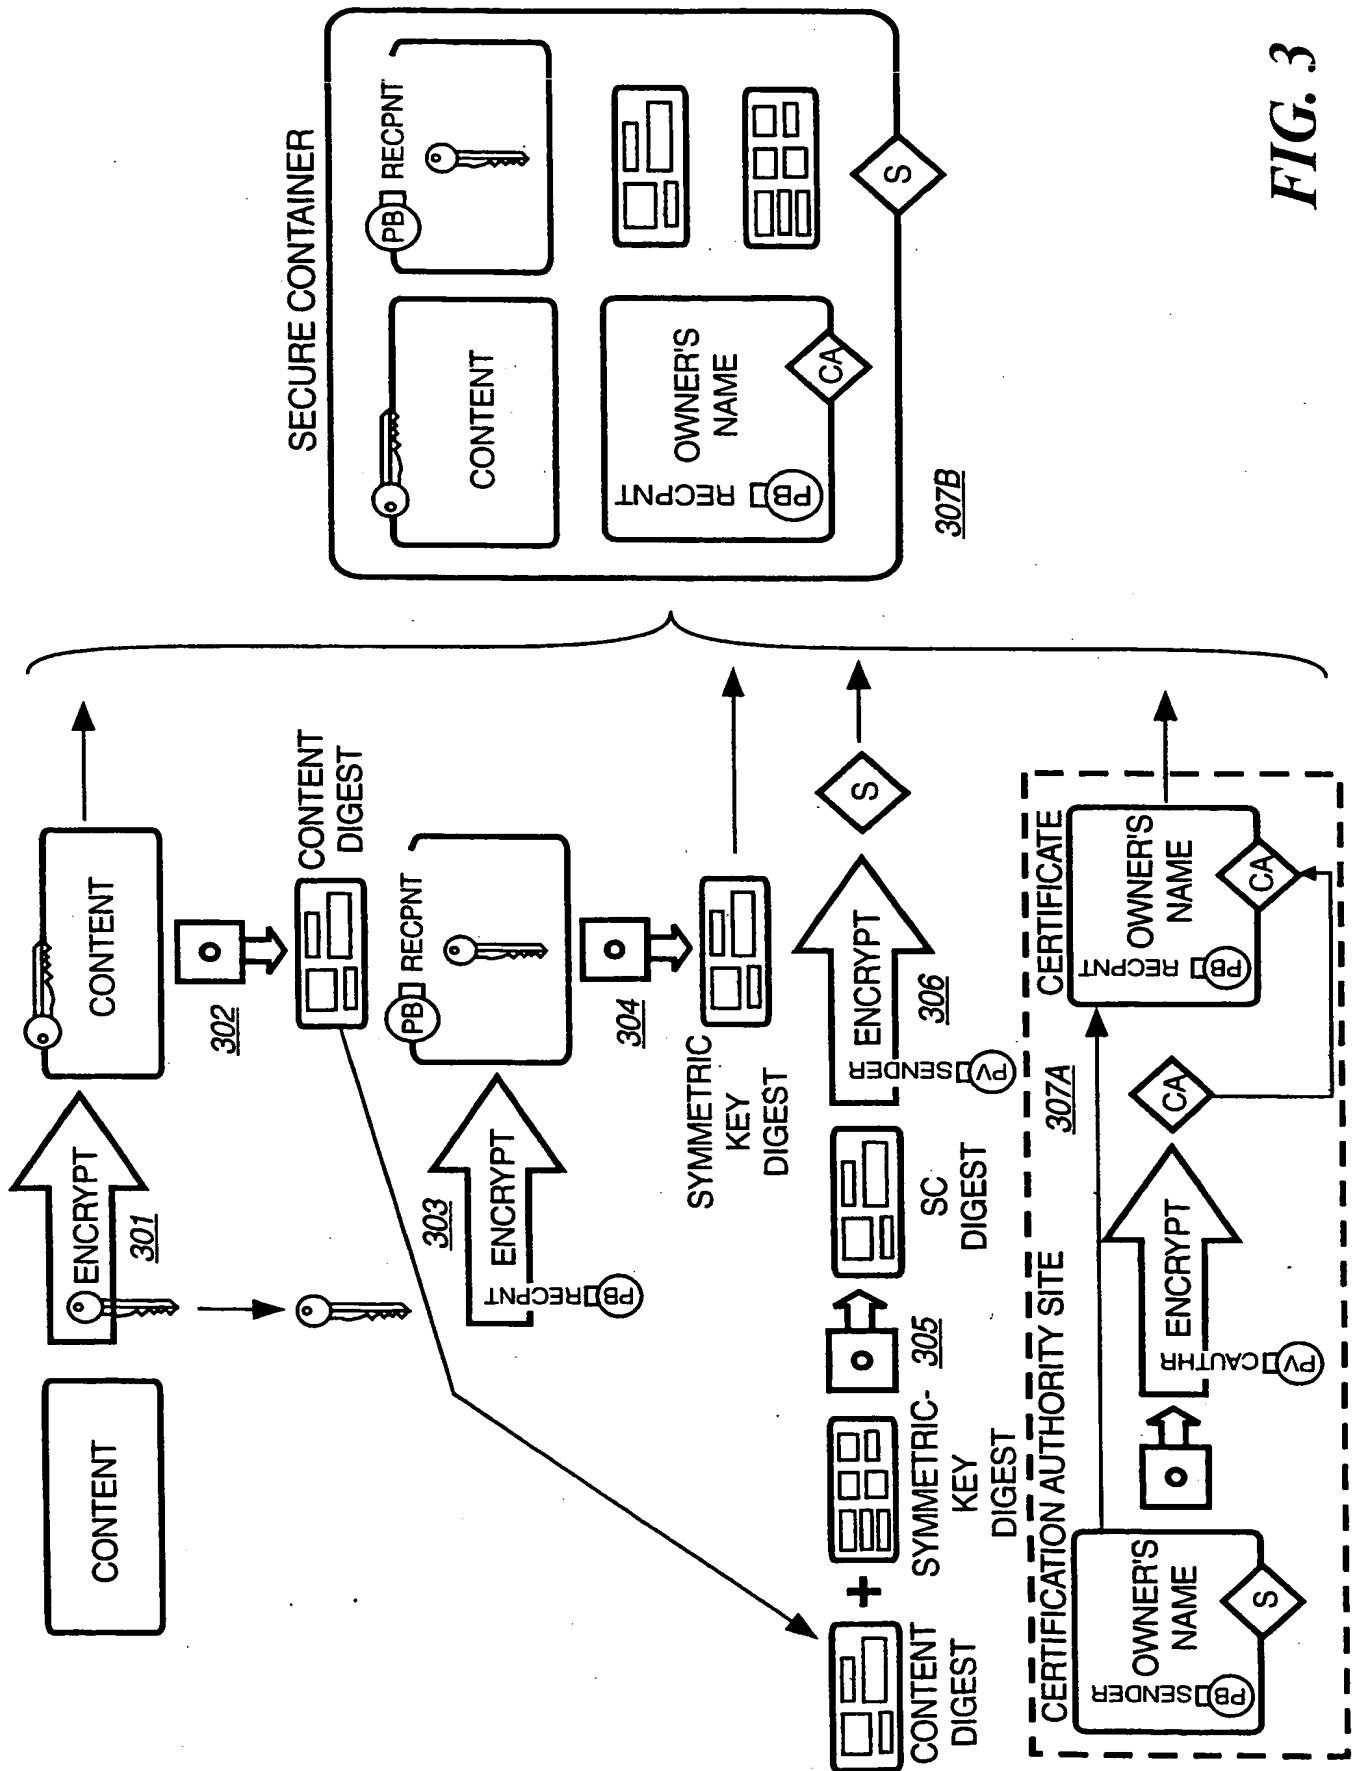 CONTENT
ENCRYPT
301
CONTENT
302
CONTENT
DIGEST
303
ENCRYPT
PB RECPNT
PB RECPNT
304
SYMMETRIC
KEY
DIGEST
CONTENT
DIGEST
+
SYMMETRIC-
KEY
DIGEST
305
SC
DIGEST
ENCRYPT
PV SENDER
306
S
CERTIFICATION AUTHORITY SITE
PB SENDER
OWNER'S
NAME
S
ENCRYPT
PV CAUTHR
CA
307A
CERTIFICATE
PB RECPNT
OWNER'S
NAME
CA
SECURE CONTAINER
CONTENT
PB RECPNT
PB RECPNT
OWNER'S
NAME
CA
S
307B
FIG. 3